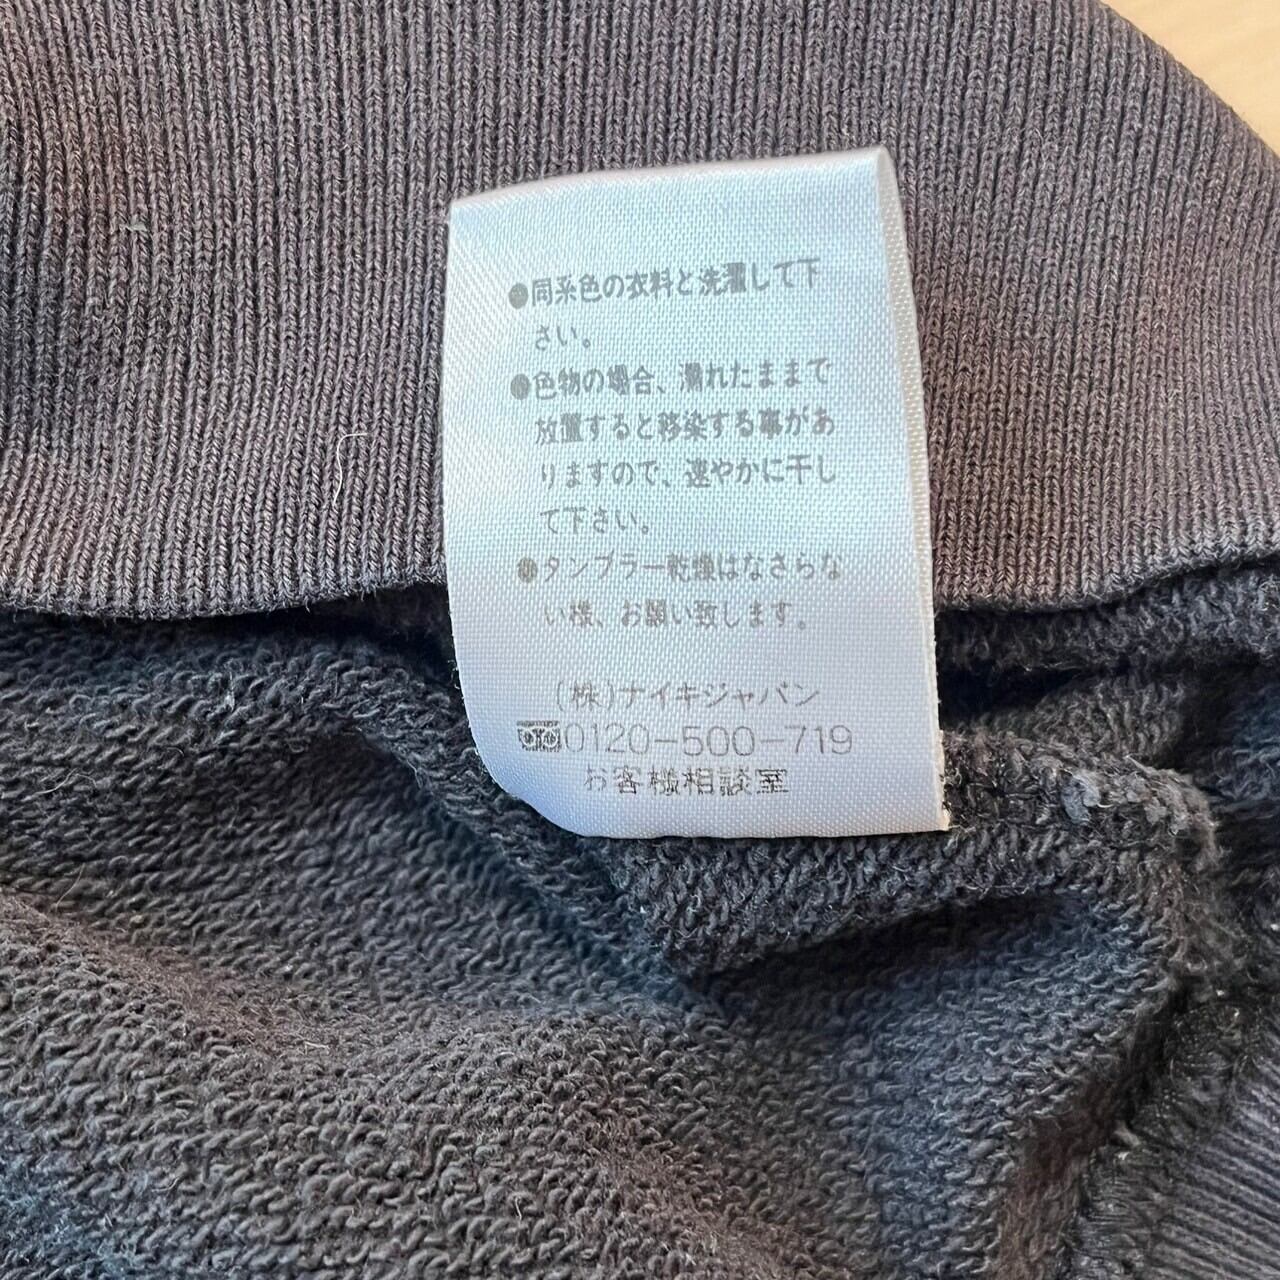 ●同系色の衣料と洗濯して下
さい。
●色物の場合、濡れたままで
放置すると移染する事があ
りますので、速やかに干し
て下さい。
●タンブラー乾燥はなさらな
い様、お願い致します。
(株)ナイキジャパン
0120-500-719
お客様相談室